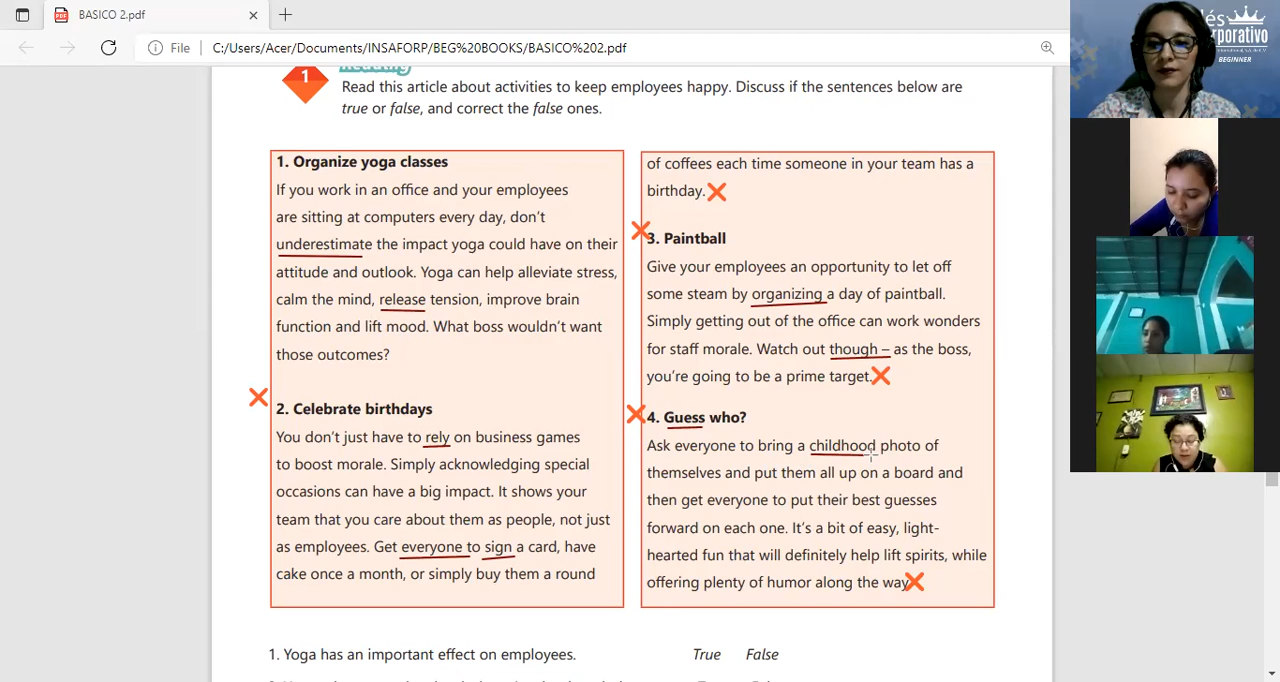 BASICO 2.pdf
File C:/Users/Acer/Documents/INSAFORP/BEG%20BOOKS/BASICO%202.pdf
Inglés
Corporativo
BEGINNER
1
Reading
Read this article about activities to keep employees happy. Discuss if the sentences below are
true or false, and correct the false ones.
1. Organize yoga classes
If you work in an office and your employees
are sitting at computers every day, don't
underestimate the impact yoga could have on their
attitude and outlook. Yoga can help alleviate stress,
calm the mind, release tension, improve brain
function and lift mood. What boss wouldn't want
those outcomes?
2. Celebrate birthdays
You don't just have to rely on business games
to boost morale. Simply acknowledging special
occasions can have a big impact. It shows your
team that you care about them as people, not just
as employees. Get everyone to sign a card, have
cake once a month, or simply buy them a round
of coffees each time someone in your team has a
birthday.
3. Paintball
Give your employees an opportunity to let off
some steam by organizing a day of paintball.
Simply getting out of the office can work wonders
for staff morale. Watch out though – as the boss,
you're going to be a prime target.
4. Guess who?
Ask everyone to bring a childhood photo of
themselves and put them all up on a board and
then get everyone to put their best guesses
forward on each one. It's a bit of easy, light-
hearted fun that will definitely help lift spirits, while
offering plenty of humor along the way
1. Yoga has an important effect on employees. True False